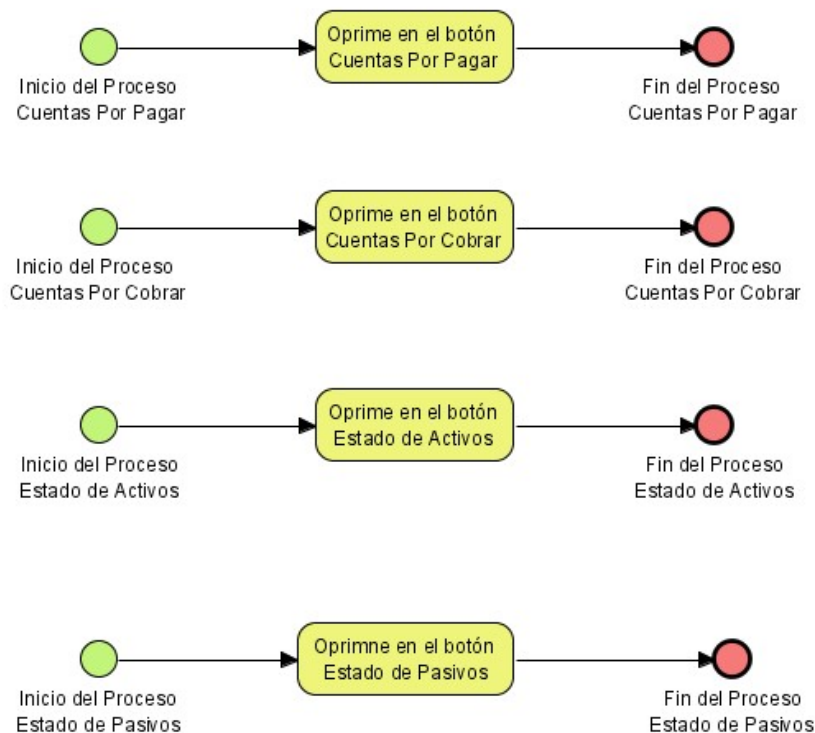 Oprime en el botón
Cuentas Por Pagar
Inicio del Proceso
Cuentas Por Pagar
Fin del Proceso
Cuentas Por Pagar
Oprime en el botón
Cuentas Por Cobrar
Inicio del Proceso
Cuentas Por Cobrar
Fin del Proceso
Cuentas Por Cobrar
Oprime en el botón
Estado de Activos
Inicio del Proceso
Estado de Activos
Fin del Proceso
Estado de Activos
Oprimne en el botón
Estado de Pasivos
Inicio del Proceso
Estado de Pasivos
Fin del Proceso
Estado de Pasivos